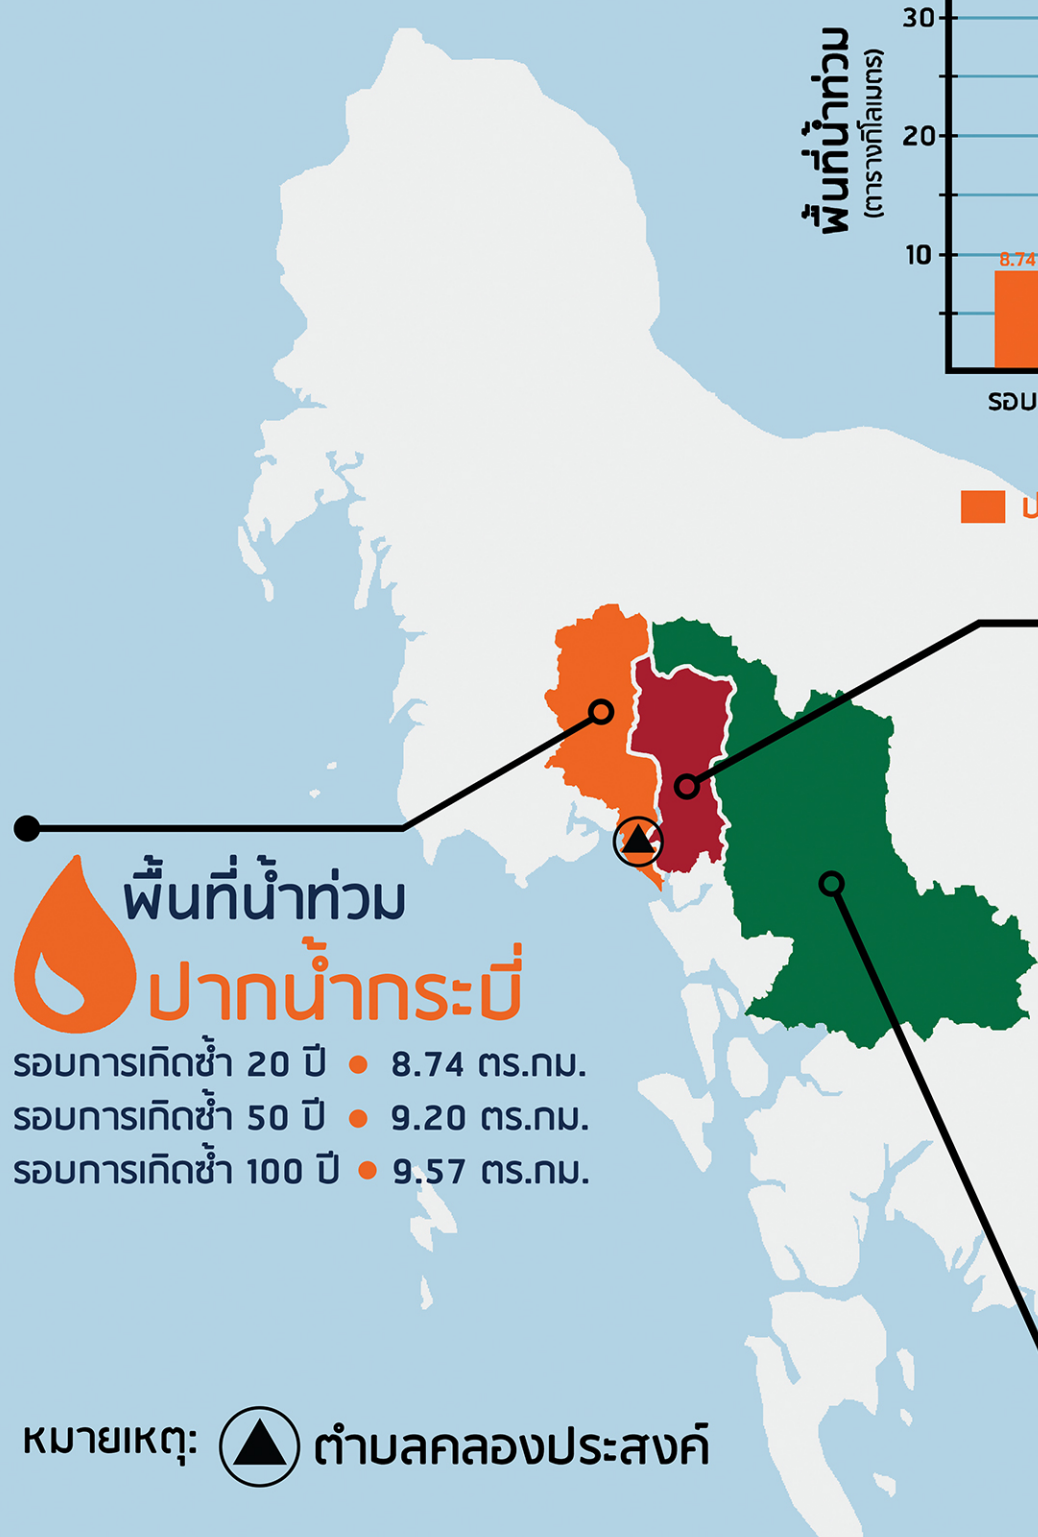 พื้นที่น้ำท่วม
(ตารางกิโลเมตร)
30
20
10
8.74
รอบ
ป
พื้นที่น้ำท่วม
ปากน้ำกระบี่
รอบการเกิดซ้ำ 20 ปี • 8.74 ตร.กม.
รอบการเกิดซ้ำ 50 ปี • 9.20 ตร.กม.
รอบการเกิดซ้ำ 100 ปี • 9.57 ตร.กม.
หมายเหตุ: ตำบลคลองประสงค์